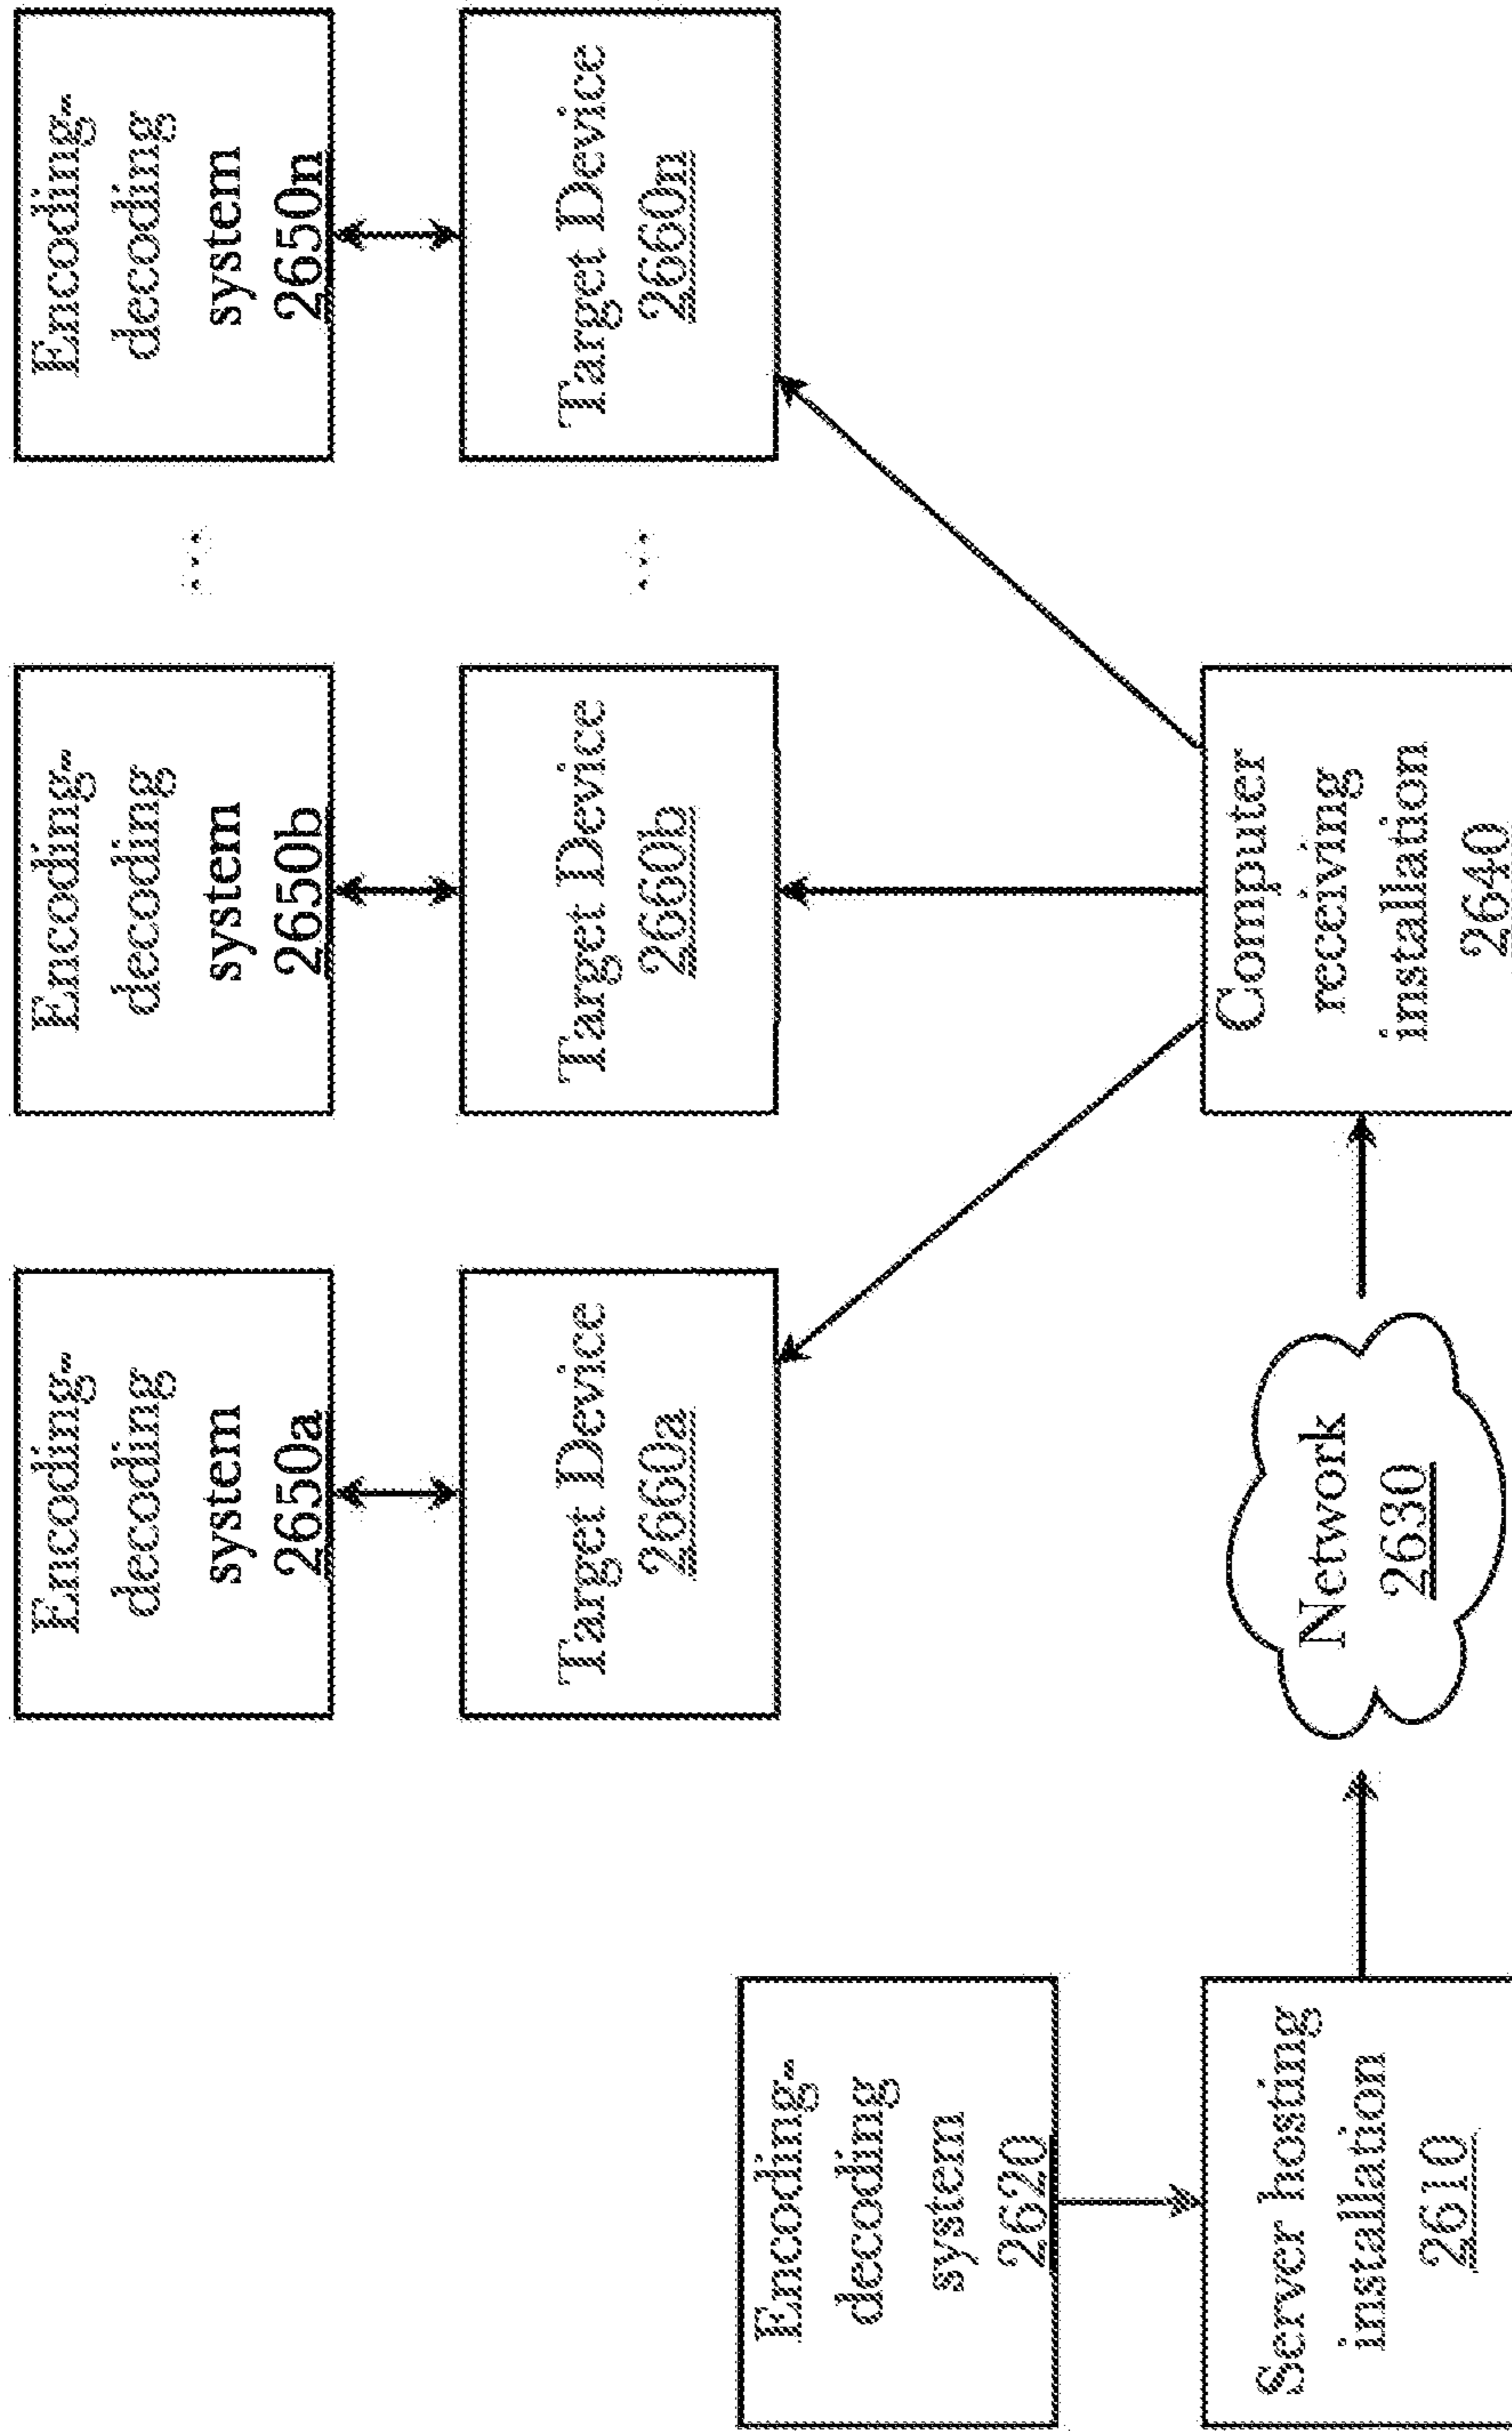 Encoding-
decoding
system
2650a
Encoding-
decoding
system
2650b
...
Encoding-
decoding
system
2650n
Target Device
2660a
Target Device
2660b
...
Target Device
2660n
Encoding-
decoding
system
2620
Server hosting
installation
2610
Network
2630
Computer
receiving
installation
2640